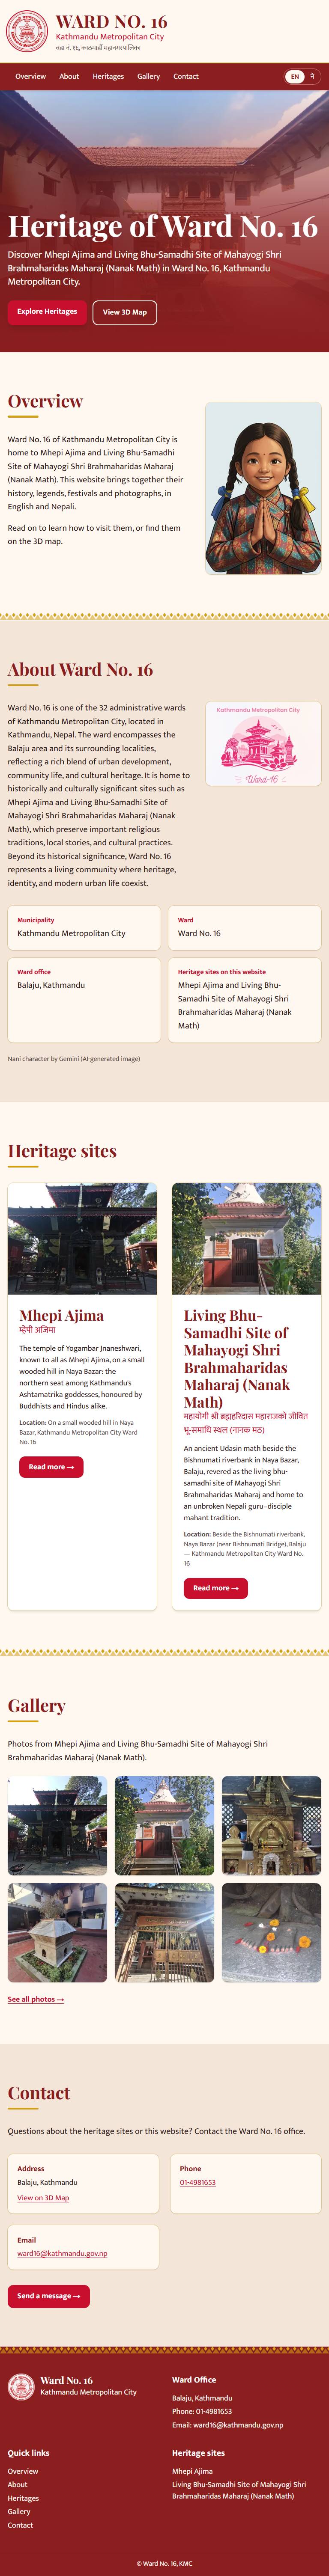 WARD NO. 16
Kathmandu Metropolitan City
वडा नं. १६, काठमाडौं महानगरपालिका
Overview
About
Heritages
Gallery
Contact
EN
ने
Heritage of Ward No. 16
Discover Mhepi Ajima and Living Bhu-Samadhi Site of Mahayogi Shri
Brahmaharidas Maharaj (Nanak Math) in Ward No. 16, Kathmandu
Metropolitan City.
Explore Heritages
View 3D Map
Overview
Ward No. 16 of Kathmandu Metropolitan City is
home to Mhepi Ajima and Living Bhu-Samadhi
Site of Mahayogi Shri Brahmaharidas Maharaj
(Nanak Math). This website brings together their
history, legends, festivals and photographs, in
English and Nepali.
Read on to learn how to visit them, or find them
on the 3D map.
About Ward No. 16
Ward No. 16 is one of the 32 administrative wards
of Kathmandu Metropolitan City, located in
Kathmandu, Nepal. The ward encompasses the
Balaju area and its surrounding localities,
reflecting a rich blend of urban development,
community life, and cultural heritage. It is home to
historically and culturally significant sites such as
Mhepi Ajima and Living Bhu-Samadhi Site of
Mahayogi Shri Brahmaharidas Maharaj (Nanak
Math), which preserve important religious
traditions, local stories, and cultural practices.
Beyond its historical significance, Ward No. 16
represents a living community where heritage,
identity, and modern urban life coexist.
Kathmandu Metropolitan City
Ward-16
Municipality
Kathmandu Metropolitan City
Ward
Ward No. 16
Ward office
Balaju, Kathmandu
Heritage sites on this website
Mhepi Ajima and Living Bhu-
Samadhi Site of Mahayogi Shri
Brahmaharidas Maharaj (Nanak
Math)
Nani character by Gemini (AI-generated image)
Heritage sites
Mhepi Ajima
म्हेपी अजिमा
The temple of Yogambar Jnaneshwari,
known to all as Mhepi Ajima, on a small
wooded hill in Naya Bazar: the
northern seat among Kathmandu's
Ashtamatrika goddesses, honoured by
Buddhists and Hindus alike.
Location: On a small wooded hill in Naya
Bazar, Kathmandu Metropolitan City Ward
No. 16
Read more →
Living Bhu-
Samadhi Site of
Mahayogi Shri
Brahmaharidas
Maharaj (Nanak
Math)
महायोगी श्री ब्रह्महरिदास महाराजको जीवित
भू-समाधि स्थल (नानक मठ)
An ancient Udasin math beside the
Bishnumati riverbank in Naya Bazar,
Balaju, revered as the living bhu-
samadhi site of Mahayogi Shri
Brahmaharidas Maharaj and home to
an unbroken Nepali guru–disciple
mahant tradition.
Location: Beside the Bishnumati riverbank,
Naya Bazar (near Bishnumati Bridge), Balaju
— Kathmandu Metropolitan City Ward No.
16
Read more →
Gallery
Photos from Mhepi Ajima and Living Bhu-Samadhi Site of Mahayogi Shri
Brahmaharidas Maharaj (Nanak Math).
See all photos →
Contact
Questions about the heritage sites or this website? Contact the Ward No. 16 office.
Address
Balaju, Kathmandu
View on 3D Map
Phone
01-4981653
Email
ward16@kathmandu.gov.np
Send a message →
Ward No. 16
Kathmandu Metropolitan City
Ward Office
Balaju, Kathmandu
Phone: 01-4981653
Email: ward16@kathmandu.gov.np
Quick links
Overview
About
Heritages
Gallery
Contact
Heritage sites
Mhepi Ajima
Living Bhu-Samadhi Site of Mahayogi Shri
Brahmaharidas Maharaj (Nanak Math)
© Ward No. 16, KMC